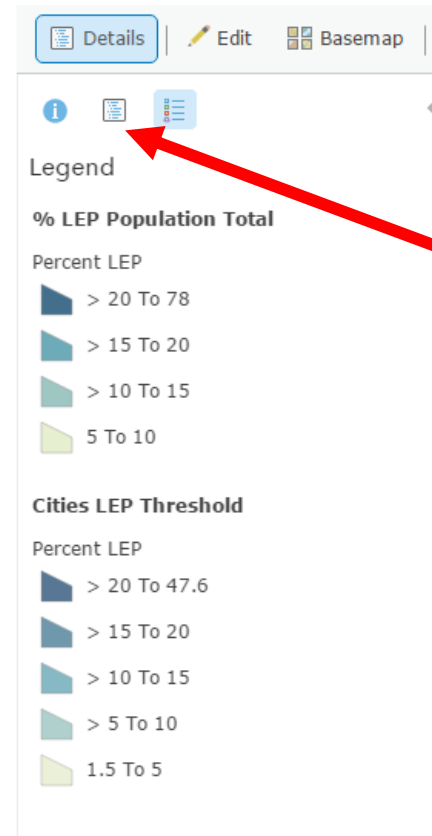 Details Edit Basemap
Legend
% LEP Population Total
Percent LEP
> 20 To 78
> 15 To 20
> 10 To 15
5 To 10
Cities LEP Threshold
Percent LEP
> 20 To 47.6
> 15 To 20
> 10 To 15
> 5 To 10
1.5 To 5